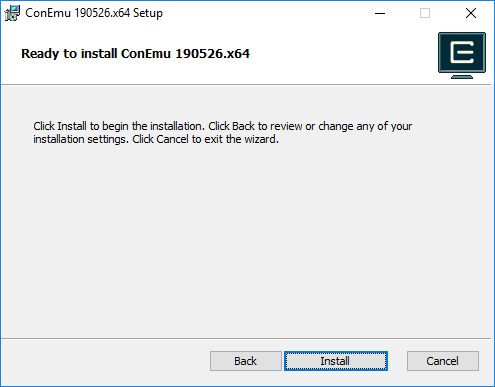 ConEmu 190526.x64 Setup
Ready to install ConEmu 190526.x64
Click Install to begin the installation. Click Back to review or change any of your
installation settings. Click Cancel to exit the wizard.
Back Install Cancel